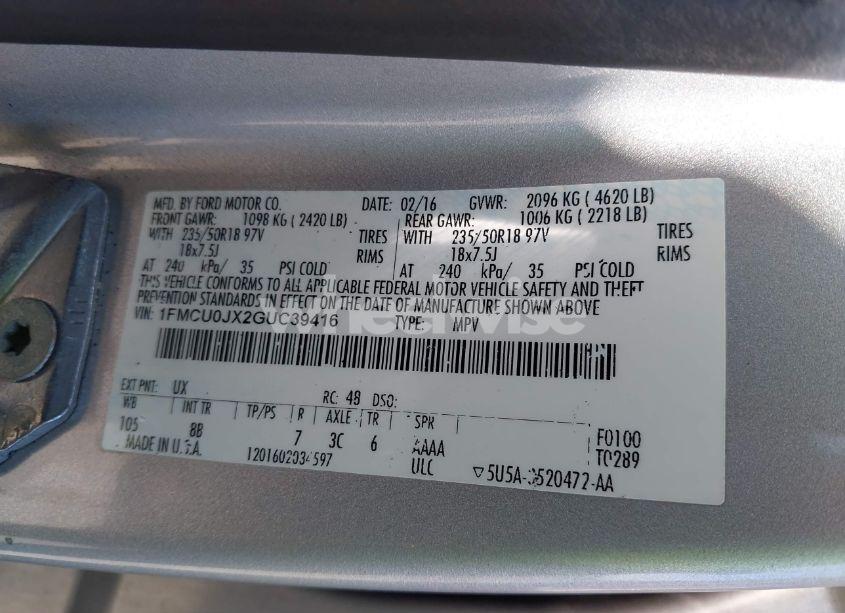 MFD. BY FORD MOTOR CO. DATE: 02/16 GVWR: 2096 KG ( 4620 LB)
FRONT GAWR: 1098 KG ( 2420 LB) REAR GAWR: 1006 KG ( 2218 LB)
WITH 235/50R18 97V TIRES WITH 235/50R18 97V TIRES
18x7.5J RIMS 18x7.5J RIMS
AT 240 kPa/ 35 PSI COLD AT 240 kPa/ 35 PSI COLD
THIS VEHICLE CONFORMS TO ALL APPLICABLE FEDERAL MOTOR VEHICLE SAFETY AND THEFT
PREVENTION STANDARDS IN EFFECT ON THE DATE OF MANUFACTURE SHOWN ABOVE
VIN: 1FMCU0JX2GUC39416 TYPE: MPV
wheelwise
EXT PNT: UX RC: 48 DSO:
WB INT TR TP/PS R AXLE TR SPR
105 8B 7 3C 6 AAAA F0100
MADE IN U.S.A. 1201602034597 ULC T0289
▽5U5A-3520472-AA